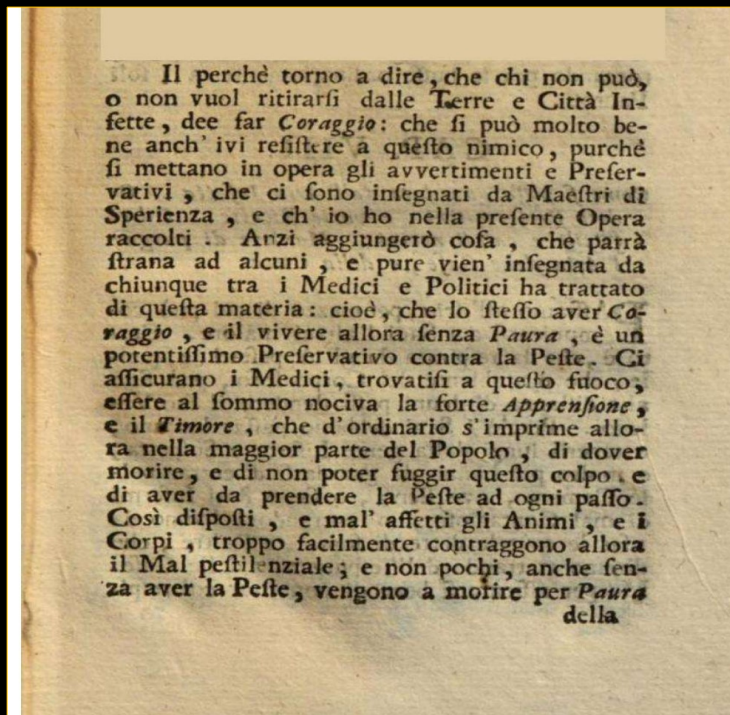 Il perchè torno a dire, che chi non può,
o non vuol ritirarſi dalle Terre e Città In-
fette, dee far Coraggio: che ſi può molto be-
ne anch' ivi reſiſtere a queſto nimico, purchè
ſi mettano in opera gli avvertimenti e Preſer-
vativi, che ci ſono inſegnati da Maeſtri di
Sperienza, e ch' io ho nella preſente Opera
raccolti. Anzi aggiungerò coſa, che parrà
ſtrana ad alcuni, e pure vien' inſegnata da
chiunque tra i Medici e Politici ha trattato
di queſta materia: cioè, che lo ſteſſo aver Co-
raggio, e il vivere allora ſenza Paura, è un
potentiſſimo Preſervativo contra la Peſte. Ci
aſſicurano i Medici, trovatiſi a queſto fuoco,
eſſere al ſommo nociva la forte Apprenſione,
e il Timore, che d'ordinario s'imprime allo-
ra nella maggior parte del Popolo, di dover
morire, e di non poter fuggir queſto colpo. e
di aver da prendere la Peſte ad ogni paſſo.
Così diſpoſti, e mal' affetti gli Animi, e i
Corpi, troppo facilmente contraggono allora
il Mal peſtilenziale; e non pochi, anche ſen-
za aver la Peſte, vengono a morire per Paura
della